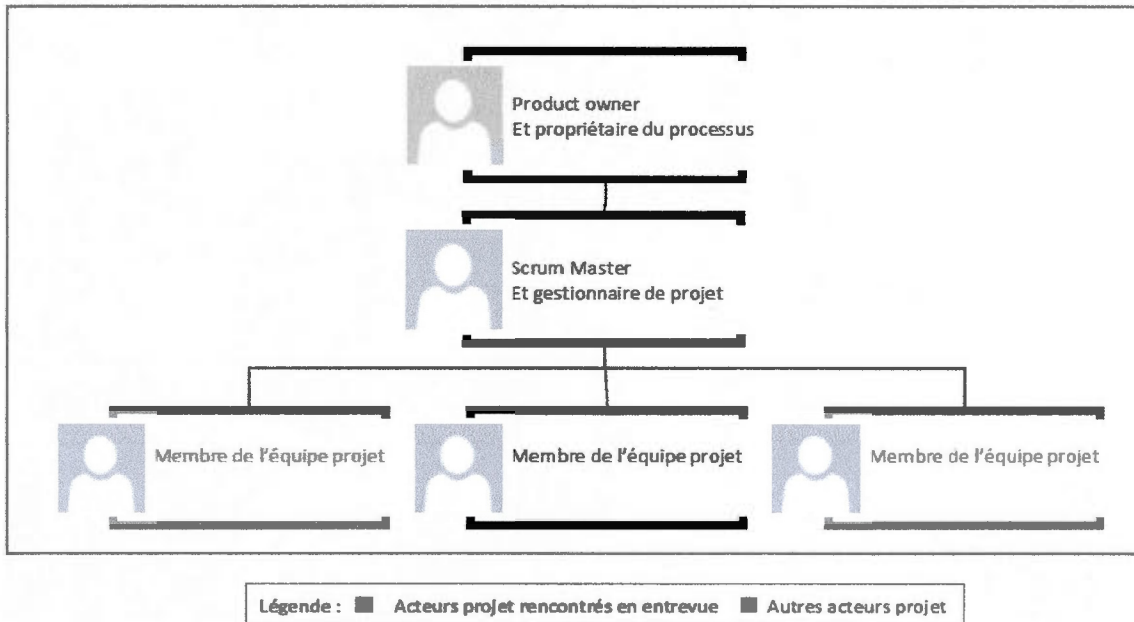 Product owner
Et propriétaire du processus
Scrum Master
Et gestionnaire de projet
Membre de l'équipe projet
Membre de l'équipe projet
Membre de l'équipe projet
Légende : Acteurs projet rencontrés en entrevue Autres acteurs projet